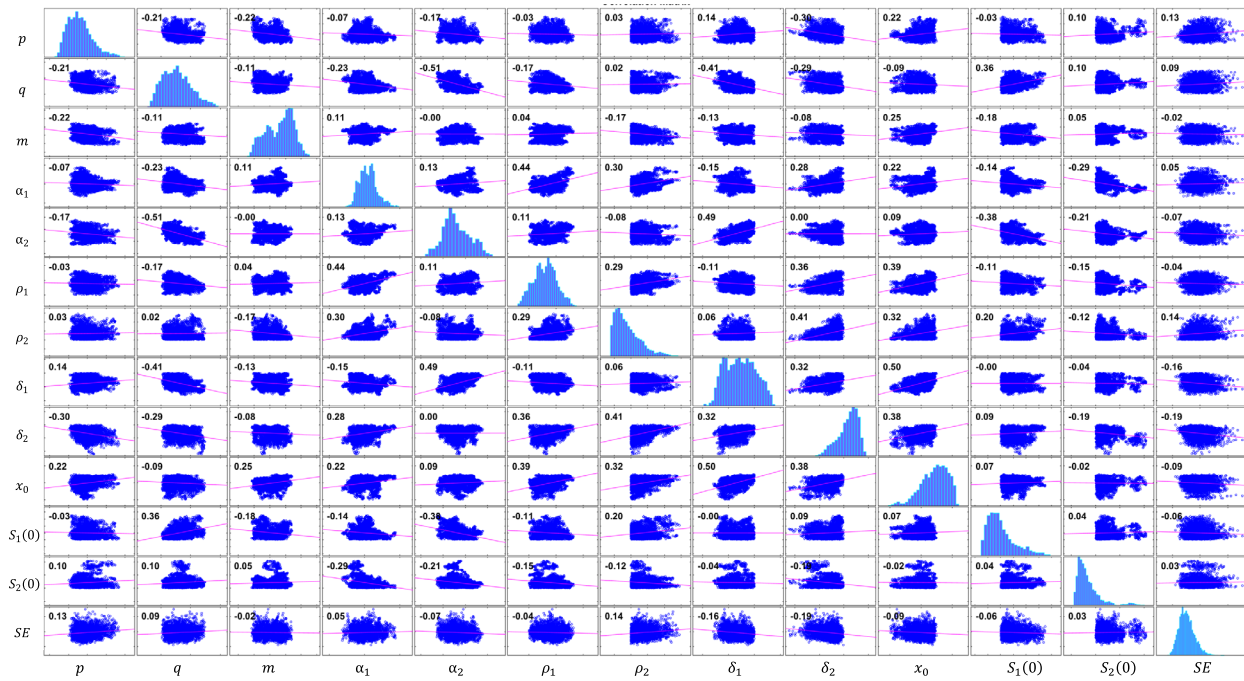 p -0.21 -0.22 -0.07 -0.17 -0.03 0.03 0.14 -0.30 0.22 -0.03 0.10 0.13
q -0.21 -0.11 -0.23 -0.51 -0.17 0.02 -0.41 -0.29 -0.09 0.36 0.10 0.09
m -0.22 -0.11 0.11 -0.00 0.04 -0.17 -0.13 -0.08 0.25 -0.18 0.05 -0.02
α₁ -0.07 -0.23 0.11 0.13 0.44 0.30 -0.15 0.28 0.22 -0.14 -0.29 0.05
α₂ -0.17 -0.51 -0.00 0.13 0.11 -0.08 0.49 0.00 0.09 -0.38 -0.21 -0.07
ρ₁ -0.03 -0.17 0.04 0.44 0.11 0.29 -0.11 0.36 0.39 -0.11 -0.15 -0.04
ρ₂ 0.03 0.02 -0.17 0.30 -0.08 0.29 0.06 0.41 0.32 0.20 -0.12 0.14
δ₁ 0.14 -0.41 -0.13 -0.15 0.49 -0.11 0.06 0.32 0.50 -0.00 -0.04 -0.16
δ₂ -0.30 -0.29 -0.08 0.28 0.00 0.36 0.41 0.32 0.38 0.09 -0.19 -0.19
x₀ 0.22 -0.09 0.25 0.22 0.09 0.39 0.32 0.50 0.38 0.07 -0.02 -0.09
S₁(0) -0.03 0.36 -0.18 -0.14 -0.38 -0.11 0.20 -0.00 0.09 0.07 0.04 -0.06
S₂(0) 0.10 0.10 0.05 -0.29 -0.21 -0.15 -0.12 -0.04 -0.19 -0.02 0.04 0.03
SE 0.13 0.09 -0.02 0.05 -0.07 -0.04 0.14 -0.16 -0.19 -0.09 -0.06 0.03
p q m α₁ α₂ ρ₁ ρ₂ δ₁ δ₂ x₀ S₁(0) S₂(0) SE